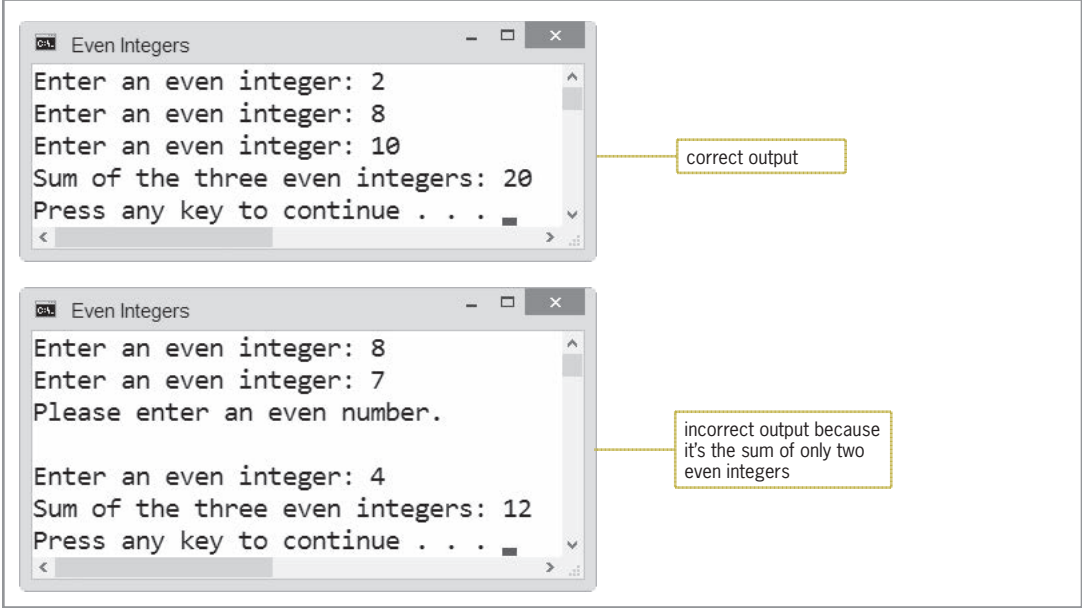 Even Integers
Enter an even integer: 2
Enter an even integer: 8
Enter an even integer: 10
Sum of the three even integers: 20
Press any key to continue . . .
correct output
Even Integers
Enter an even integer: 8
Enter an even integer: 7
Please enter an even number.
Enter an even integer: 4
Sum of the three even integers: 12
Press any key to continue . . .
incorrect output because
it's the sum of only two
even integers